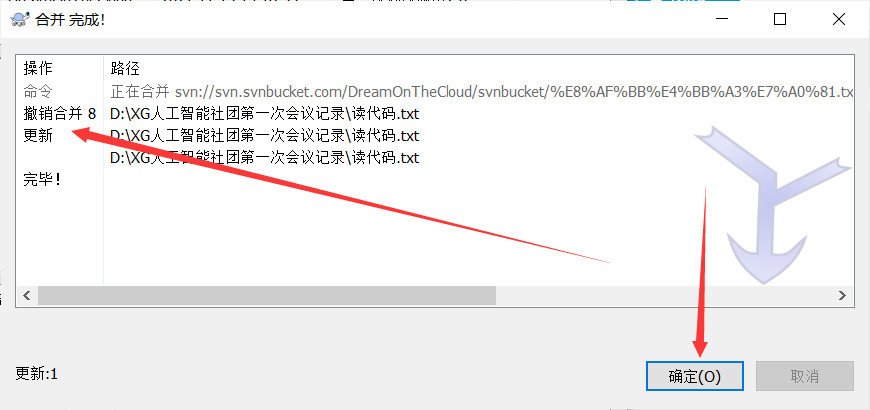 合并 完成!
操作 路径
命令 正在合并 svn://svn.svnbucket.com/DreamOnTheCloud/svnbucket/%E8%AF%BB%E4%BB%A3%E7%A0%81.tx
撤销合并 8 D:\XG人工智能社团第一次会议记录\读代码.txt
更新 D:\XG人工智能社团第一次会议记录\读代码.txt
D:\XG人工智能社团第一次会议记录\读代码.txt
完毕!
更新:1
确定(O) 取消